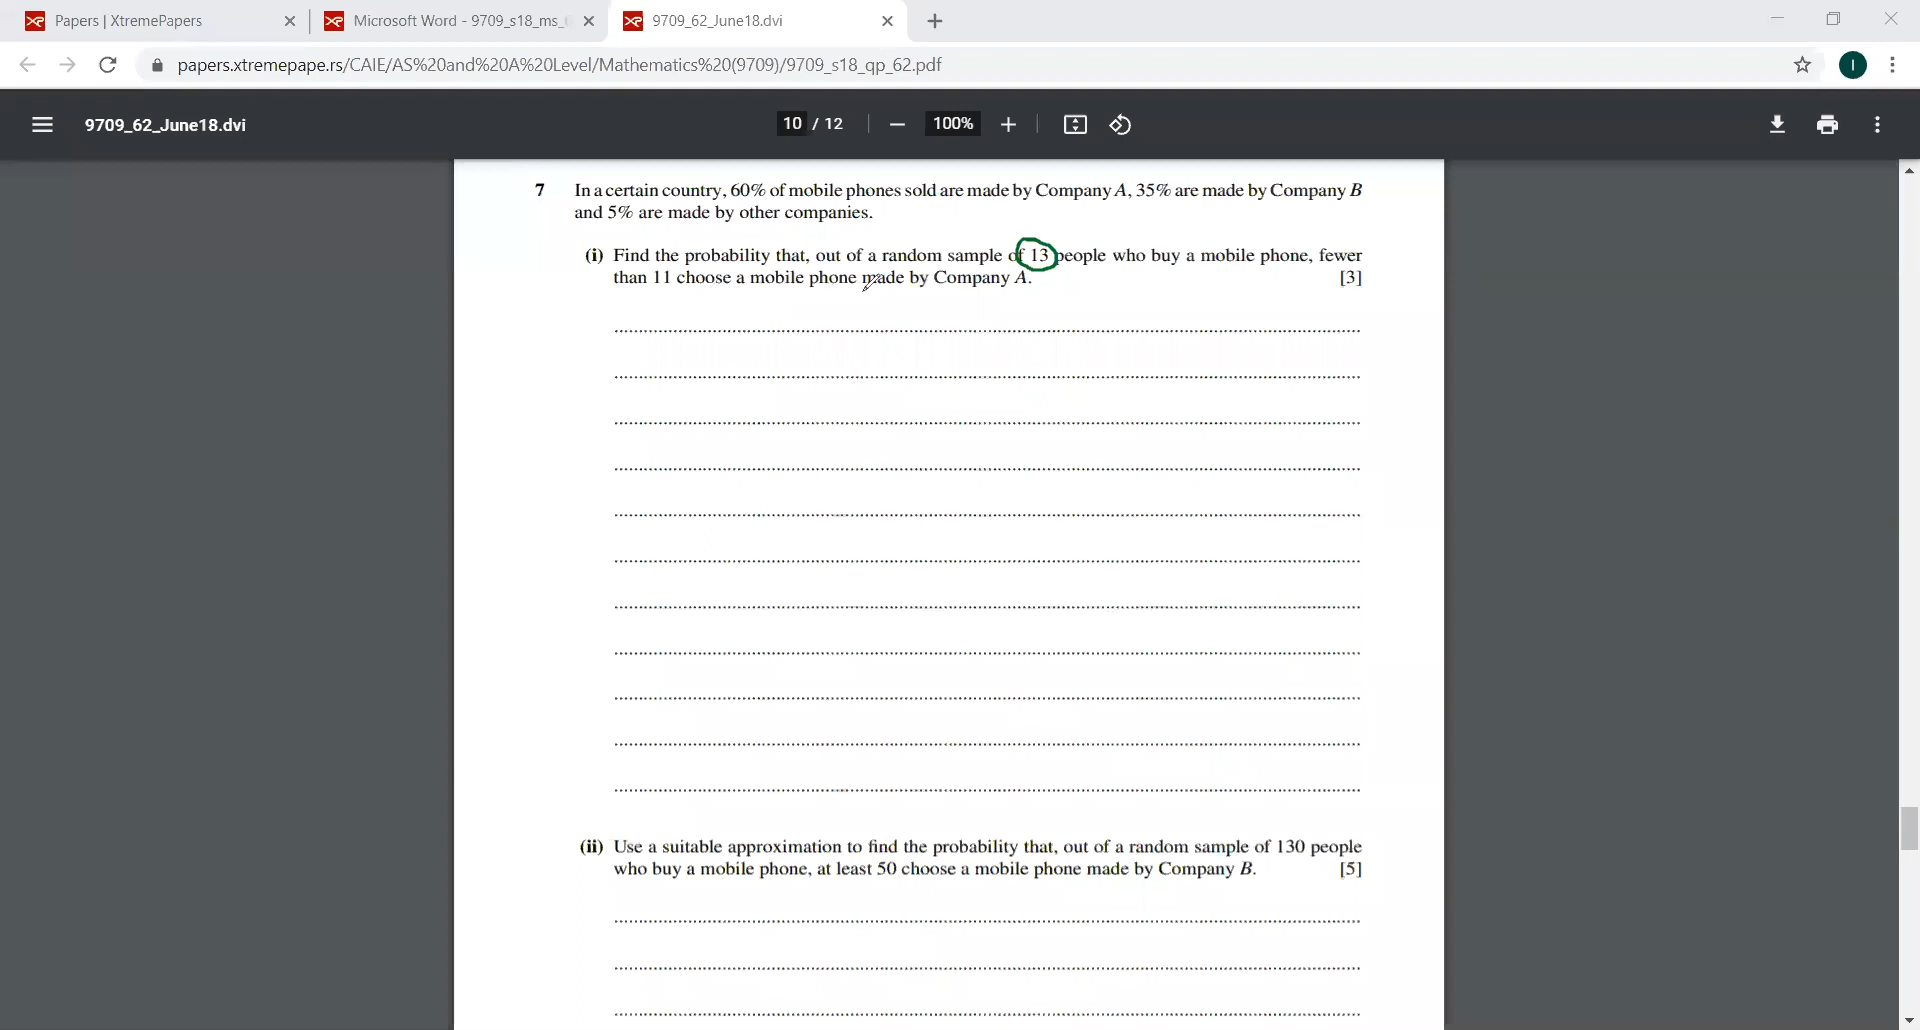 Papers | XtremePapers
Microsoft Word - 9709_s18_ms_
9709_62_June18.dvi
papers.xtremepape.rs/CAIE/AS%20and%20A%20Level/Mathematics%20(9709)/9709_s18_qp_62.pdf
I
9709_62_June18.dvi
10 / 12
100%
7 In a certain country, 60% of mobile phones sold are made by Company A, 35% are made by Company B
and 5% are made by other companies.
(i) Find the probability that, out of a random sample of 13 people who buy a mobile phone, fewer
than 11 choose a mobile phone made by Company A. [3]
(ii) Use a suitable approximation to find the probability that, out of a random sample of 130 people
who buy a mobile phone, at least 50 choose a mobile phone made by Company B. [5]